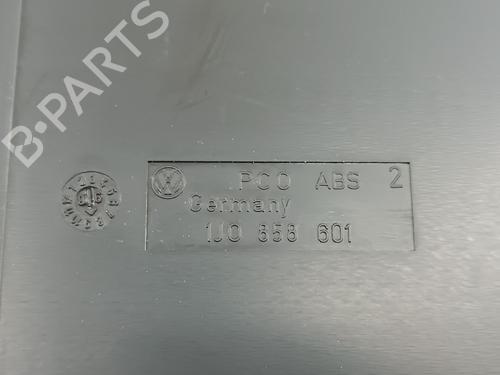 B-PARTS
PCO ABS 2
Germany
1J0 858 601